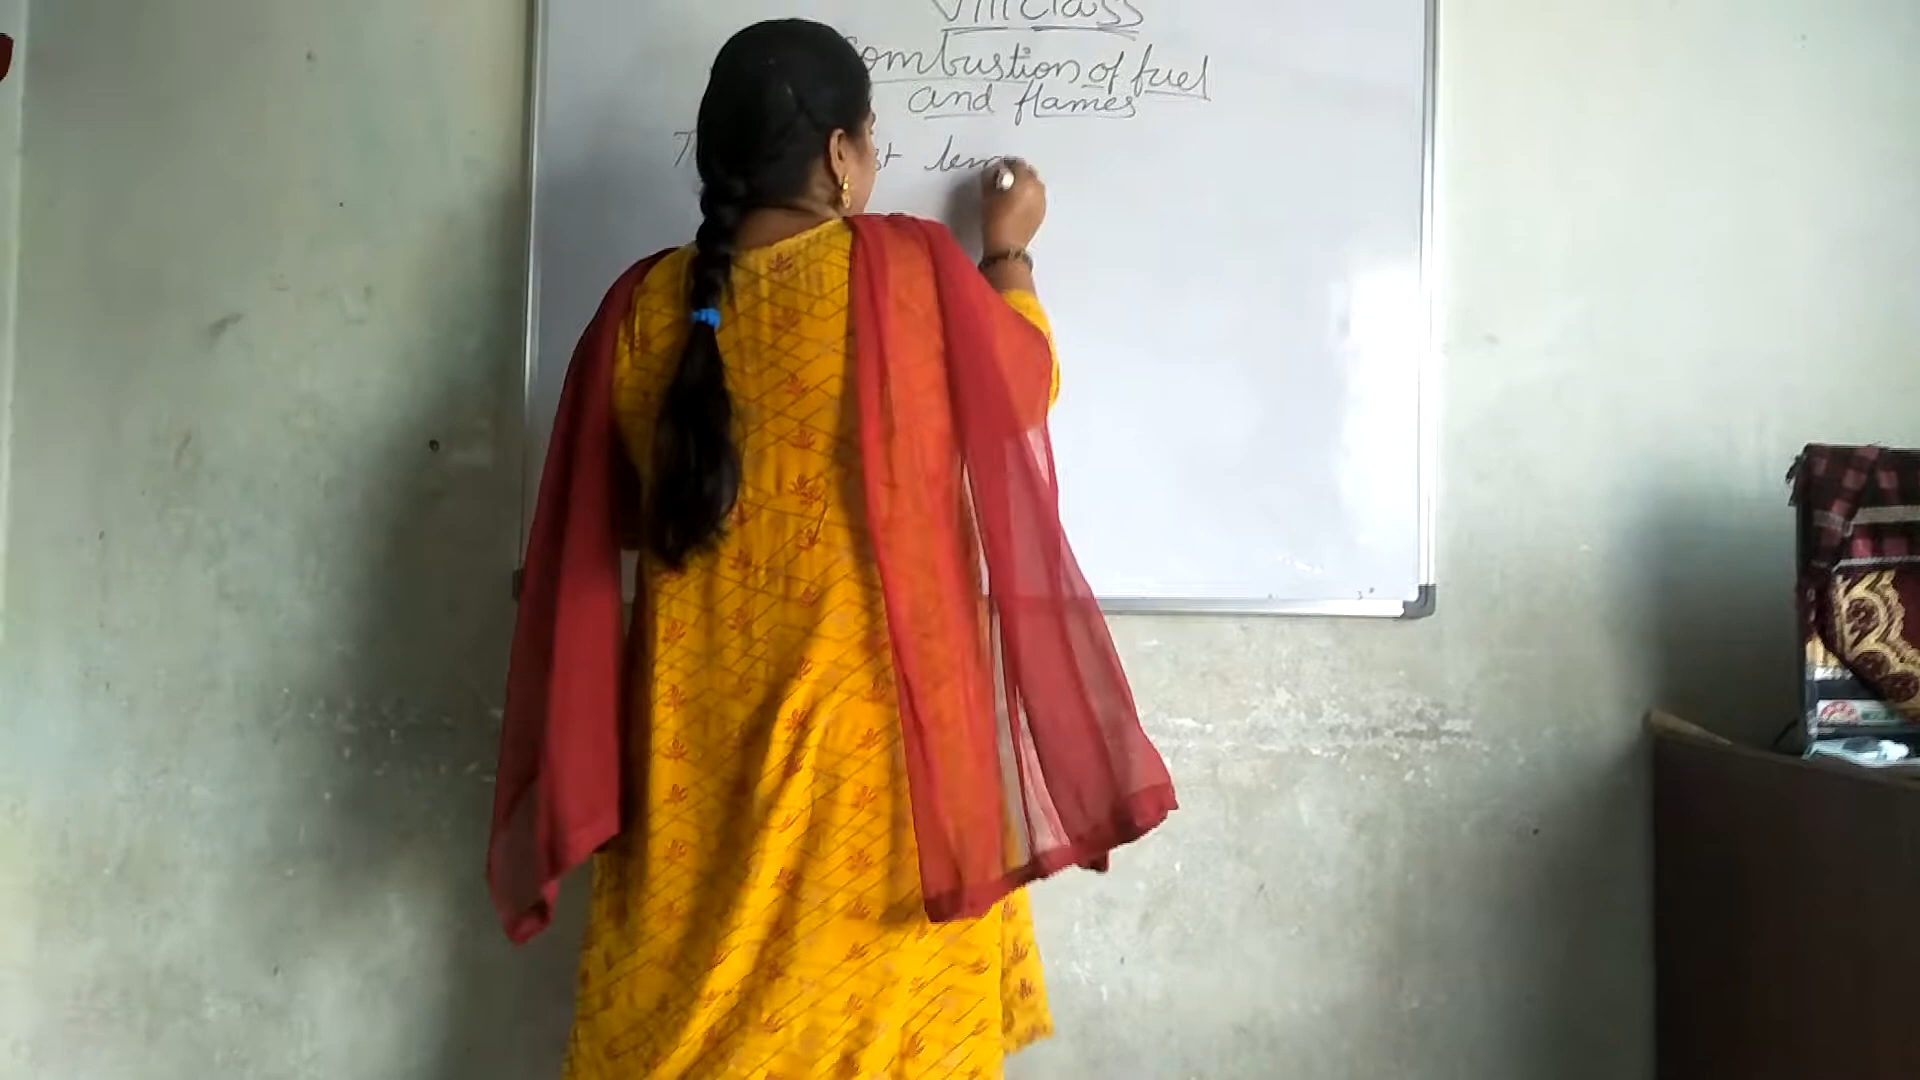 VIII Class
Combustion of fuel
and flames